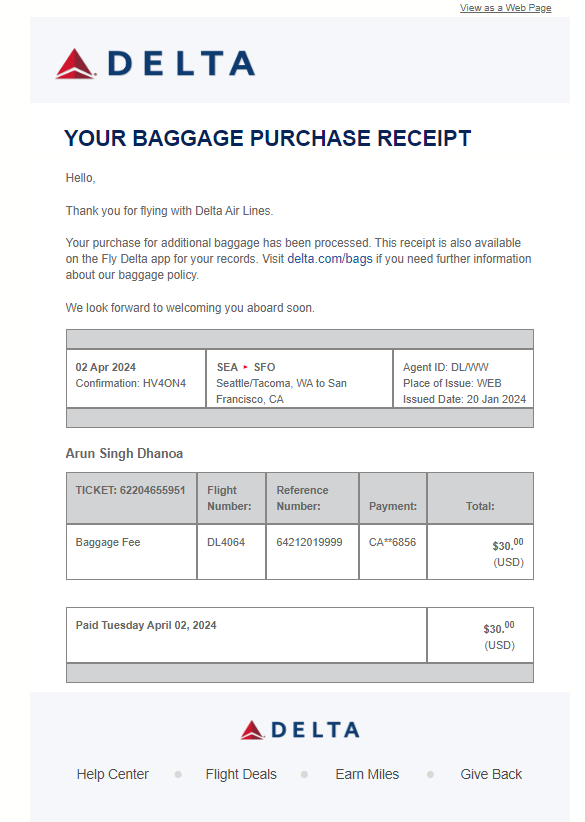 View as a Web Page
DELTA
YOUR BAGGAGE PURCHASE RECEIPT
Hello,
Thank you for flying with Delta Air Lines.
Your purchase for additional baggage has been processed. This receipt is also available
on the Fly Delta app for your records. Visit delta.com/bags if you need further information
about our baggage policy.
We look forward to welcoming you aboard soon.
02 Apr 2024
Confirmation: HV4ON4
SEA ▸ SFO
Seattle/Tacoma, WA to San
Francisco, CA
Agent ID: DL/WW
Place of Issue: WEB
Issued Date: 20 Jan 2024
Arun Singh Dhanoa
TICKET: 62204655951
Flight
Number:
Reference
Number:
Payment:
Total:
Baggage Fee
DL4064
64212019999
CA**6856
$30.00
(USD)
Paid Tuesday April 02, 2024
$30.00
(USD)
DELTA
Help Center
Flight Deals
Earn Miles
Give Back